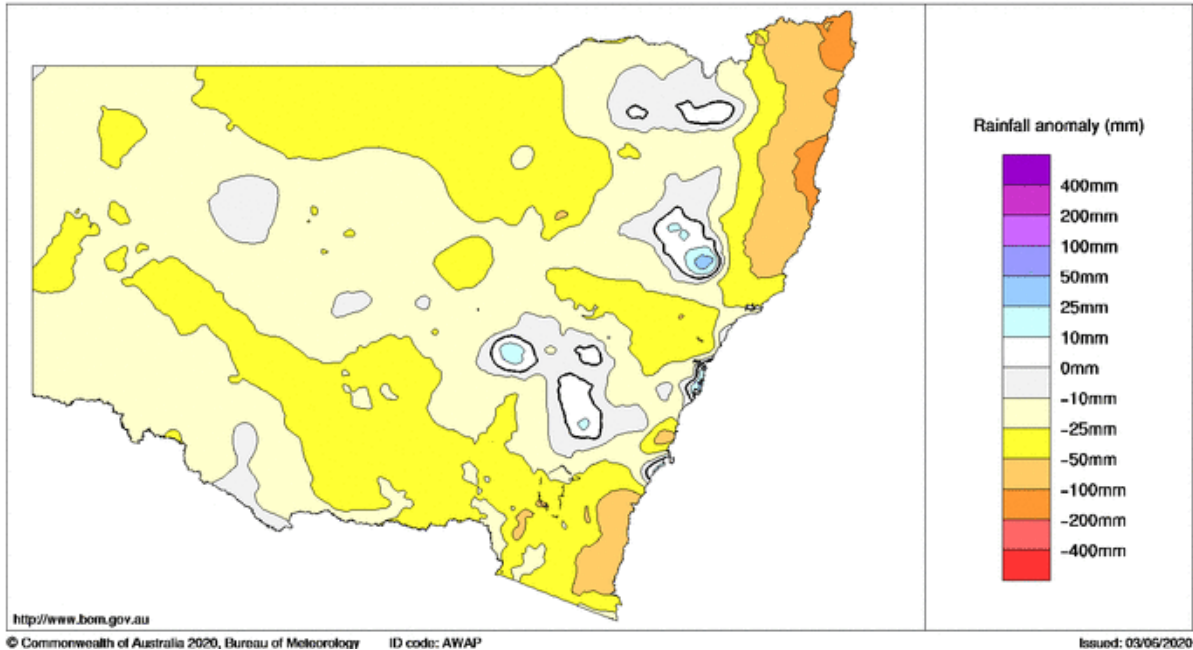 Rainfall anomaly (mm)
400mm
200mm
100mm
50mm
25mm
10mm
0mm
-10mm
-25mm
-50mm
-100mm
-200mm
-400mm
http://www.bom.gov.au
© Commonwealth of Australia 2020, Bureau of Meteorology ID code: AWAP Issued: 03/06/2020